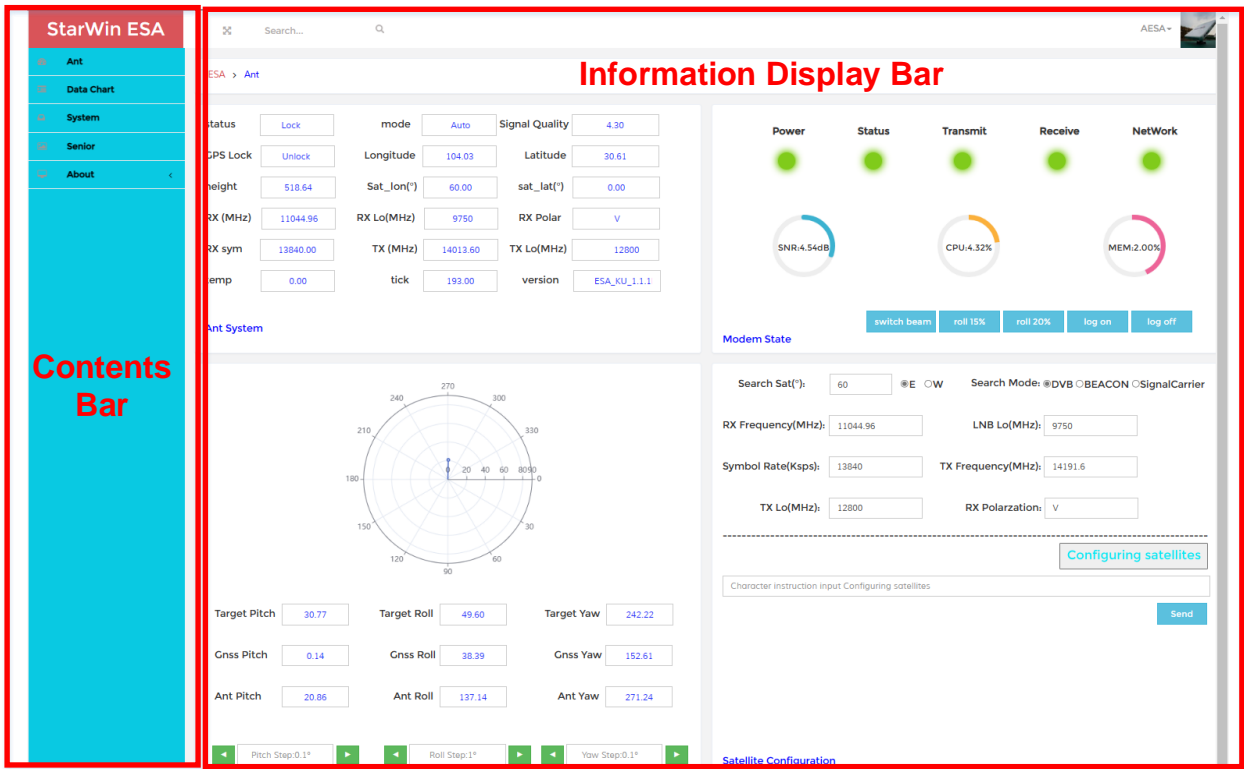 StarWin ESA
Ant
Data Chart
System
Senior
About
Contents
Bar
Search...
AESA
ESA > Ant
Information Display Bar
status Lock mode Auto Signal Quality 4.30
GPS Lock Unlock Longitude 104.03 Latitude 30.61
height 518.64 Sat_lon(°) 60.00 sat_lat(°) 0.00
RX (MHz) 11044.96 RX Lo(MHz) 9750 RX Polar V
RX sym 13840.00 TX (MHz) 14013.60 TX Lo(MHz) 12800
temp 0.00 tick 193.00 version ESA_KU_1.1.1
Ant System
Power Status Transmit Receive NetWork
SNR:4.54dB CPU:4.32% MEM:2.00%
switch beam roll 15% roll 20% log on log off
Modem State
270
240 300
210 330
180 0 20 40 60 80 90 0
150 30
120 60
90
Target Pitch 30.77 Target Roll 49.60 Target Yaw 242.22
Gnss Pitch 0.14 Gnss Roll 38.39 Gnss Yaw 152.61
Ant Pitch 20.86 Ant Roll 137.14 Ant Yaw 271.24
Pitch Step:0.1° Roll Step:1° Yaw Step:0.1°
Search Sat(°): 60 E W Search Mode: DVB BEACON SignalCarrier
RX Frequency(MHz): 11044.96 LNB Lo(MHz): 9750
Symbol Rate(Ksps): 13840 TX Frequency(MHz): 14191.6
TX Lo(MHz): 12800 RX Polarzation: V
Configuring satellites
Character instruction input Configuring satellites
Send
Satellite Configuration